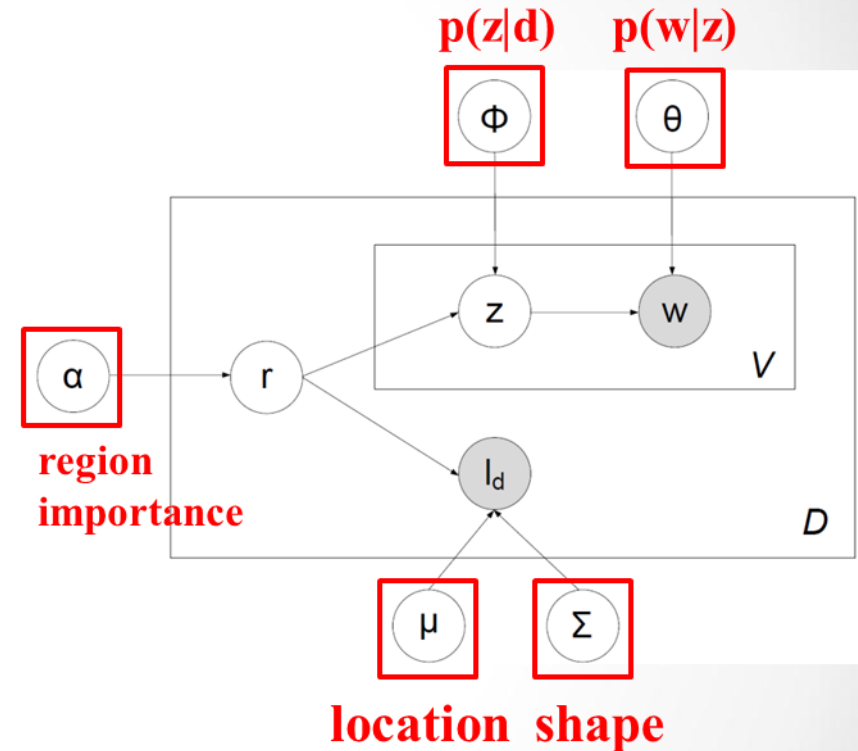 p(z|d) p(w|z)
Φ θ
z w
V
α r
region
importance
l_d
D
μ Σ
location shape